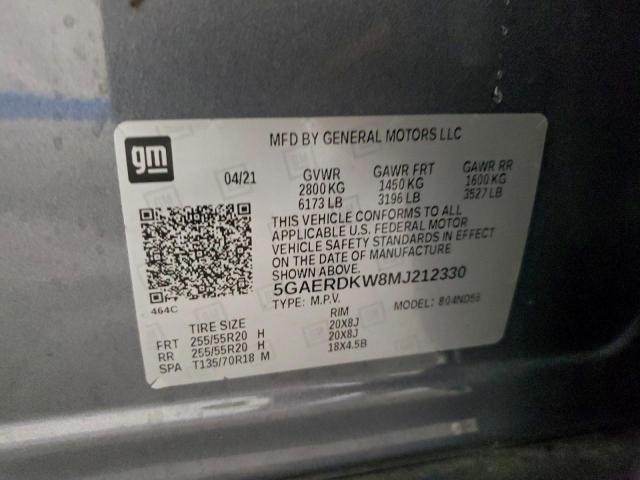 gm
MFD BY GENERAL MOTORS LLC
04/21 GVWR GAWR FRT GAWR RR
2800 KG 1450 KG 1600 KG
6173 LB 3196 LB 3527 LB
THIS VEHICLE CONFORMS TO ALL
APPLICABLE U.S. FEDERAL MOTOR
VEHICLE SAFETY STANDARDS IN EFFECT
ON THE DATE OF MANUFACTURE
SHOWN ABOVE.
5GAERDKW8MJ212330
464C
TYPE: M.P.V. MODEL: 804ND56
TIRE SIZE RIM
FRT 255/55R20 H 20X8J
RR 255/55R20 H 20X8J
SPA T135/70R18 M 18X4.5B